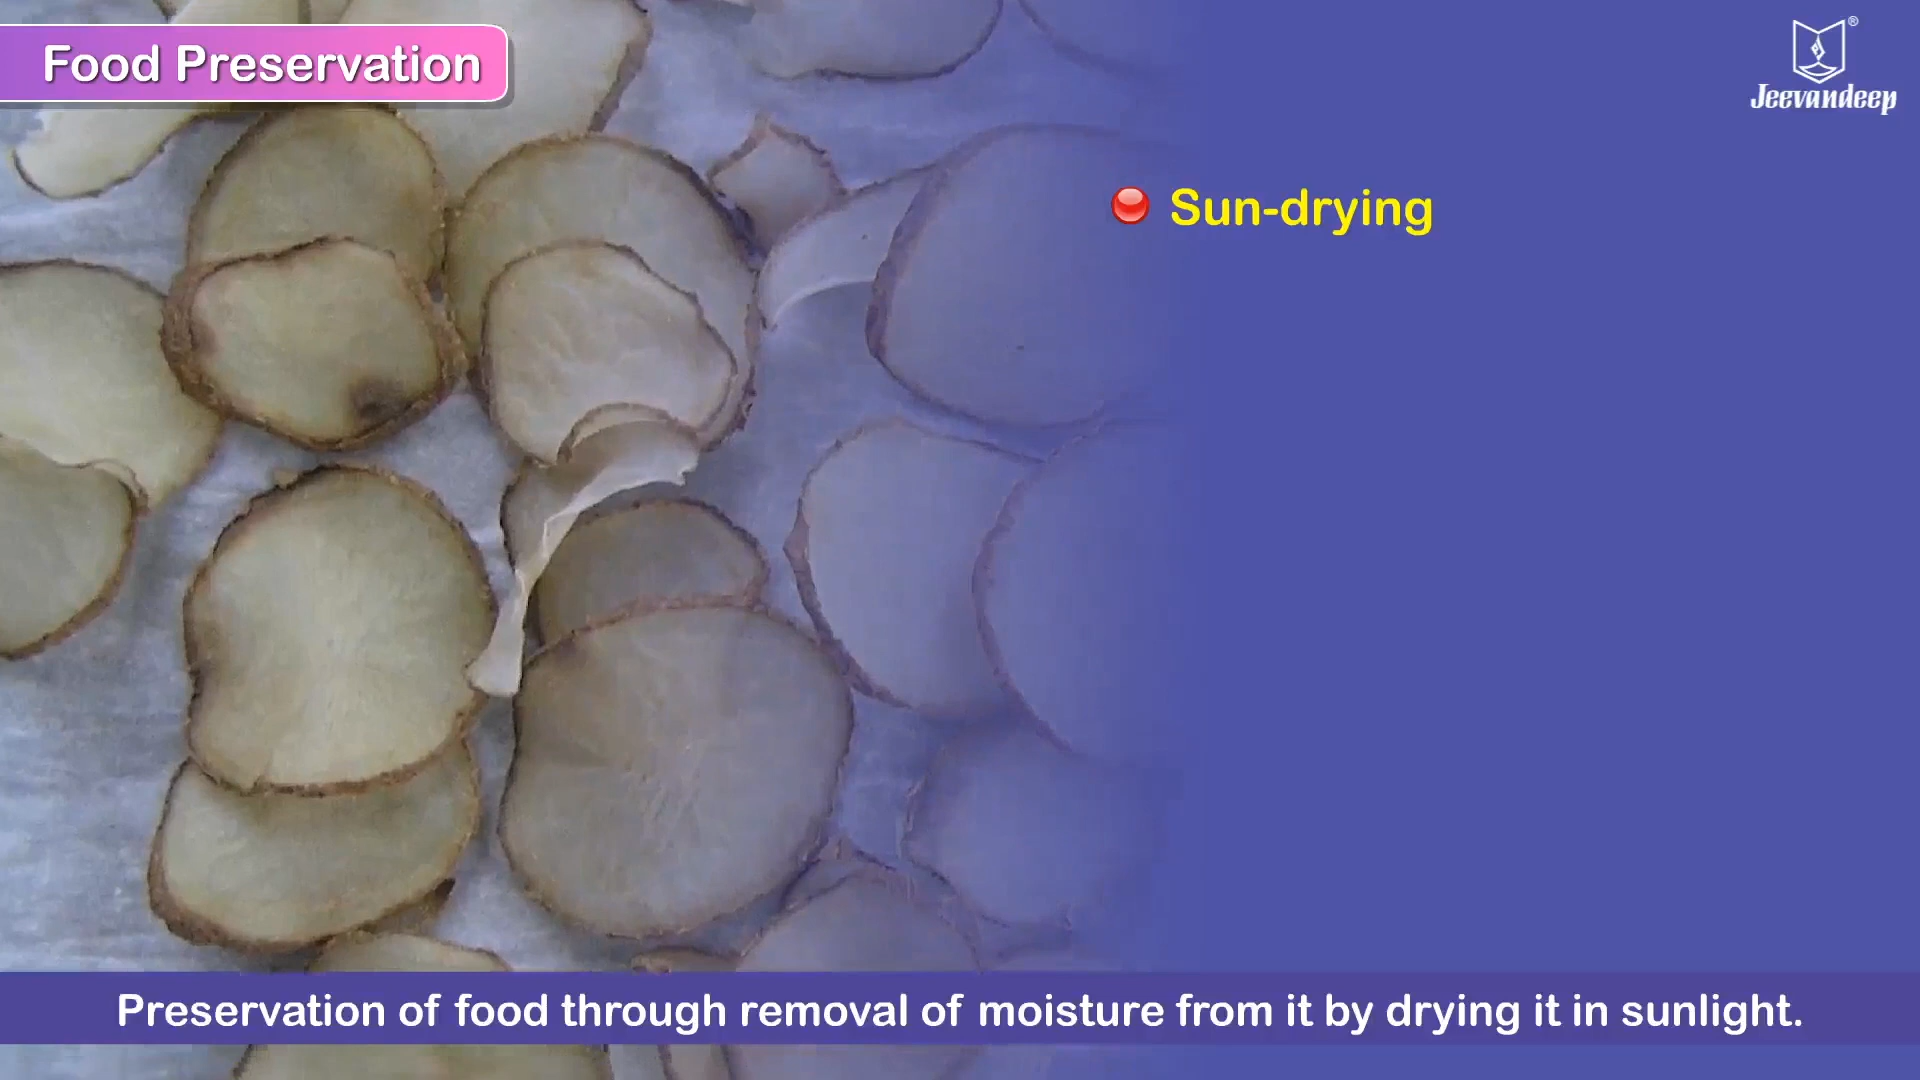 Food Preservation
®
Jeevandeep
Sun-drying
Preservation of food through removal of moisture from it by drying it in sunlight.